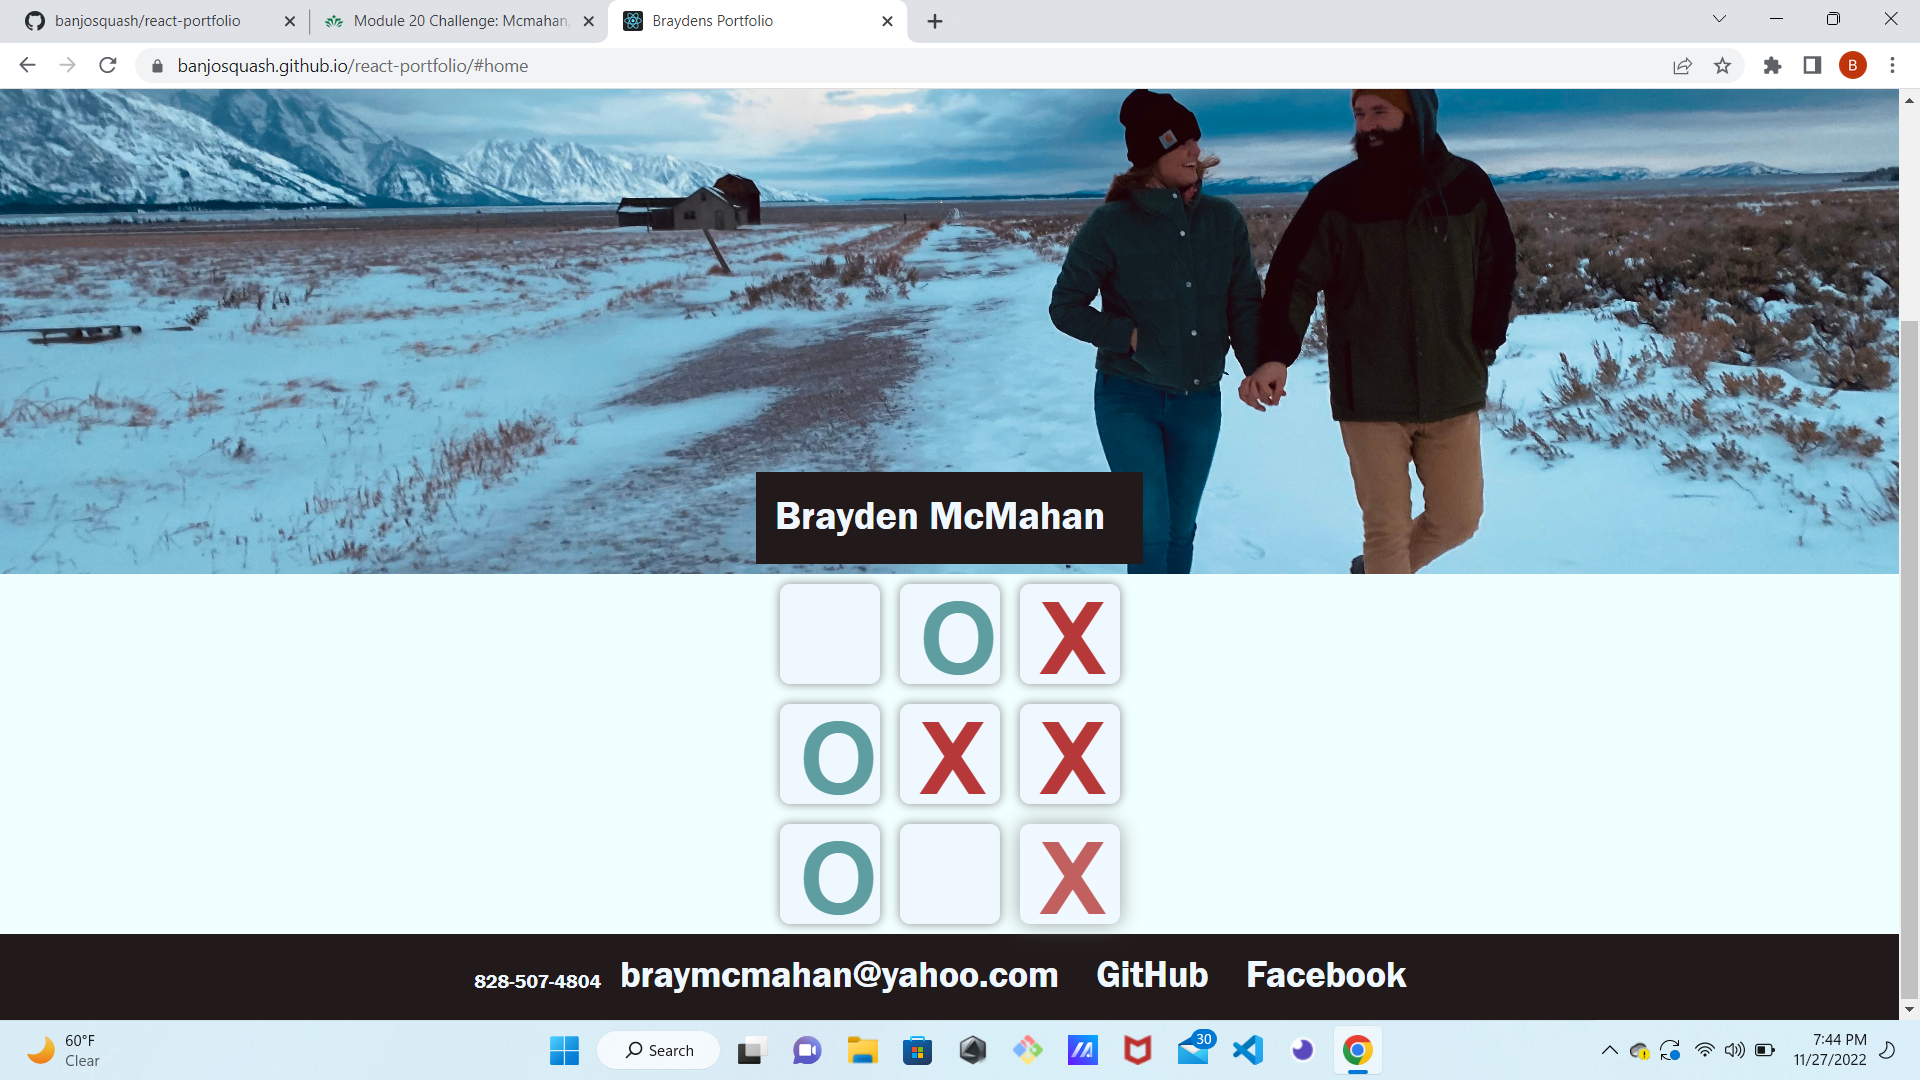 banjosquash/react-portfolio
Module 20 Challenge: Mcmahan,
Braydens Portfolio
banjosquash.github.io/react-portfolio/#home
B
Brayden McMahan
O X
O X X
O X
828-507-4804 braymcmahan@yahoo.com GitHub Facebook
60°F
Clear
Search
30
7:44 PM
11/27/2022